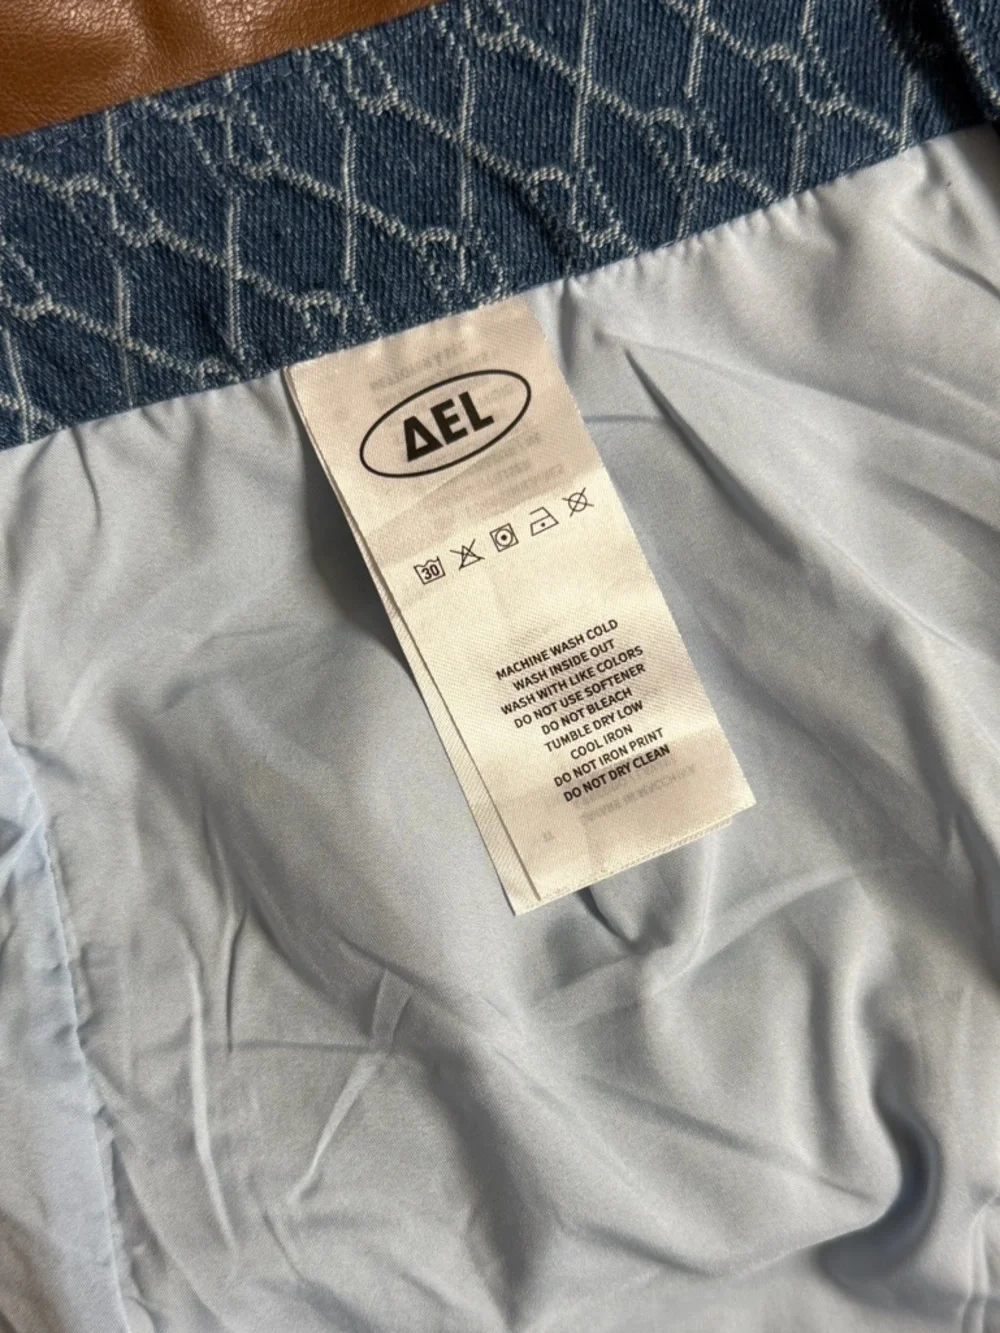 ΔEL
30
MACHINE WASH COLD
WASH INSIDE OUT
WASH WITH LIKE COLORS
DO NOT USE SOFTENER
DO NOT BLEACH
TUMBLE DRY LOW
COOL IRON
DO NOT IRON PRINT
DO NOT DRY CLEAN